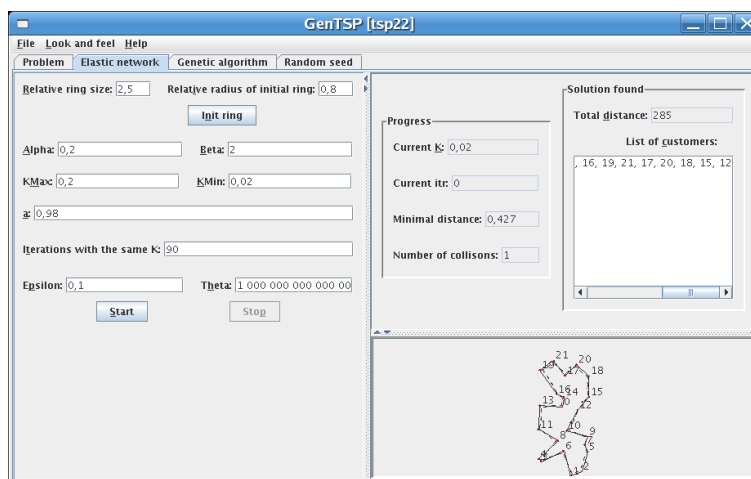 GenTSP [tsp22]
File Look and feel Help
Problem Elastic network Genetic algorithm Random seed
Relative ring size: 2,5 Relative radius of initial ring: 0,8
Init ring
Alpha: 0,2 Beta: 2
KMax: 0,2 KMin: 0,02
a: 0,98
Iterations with the same K: 90
Epsilon: 0,1 Theta: 1 000 000 000 000 00
Start Stop
Progress
Current K: 0,02
Current itr: 0
Minimal distance: 0,427
Number of collisons: 1
Solution found
Total distance: 285
List of customers:
, 16, 19, 21, 17, 20, 18, 15, 12
21
19 20
17 18
16 14 15
13 0 12
11 10 9
8
6 5
2
1